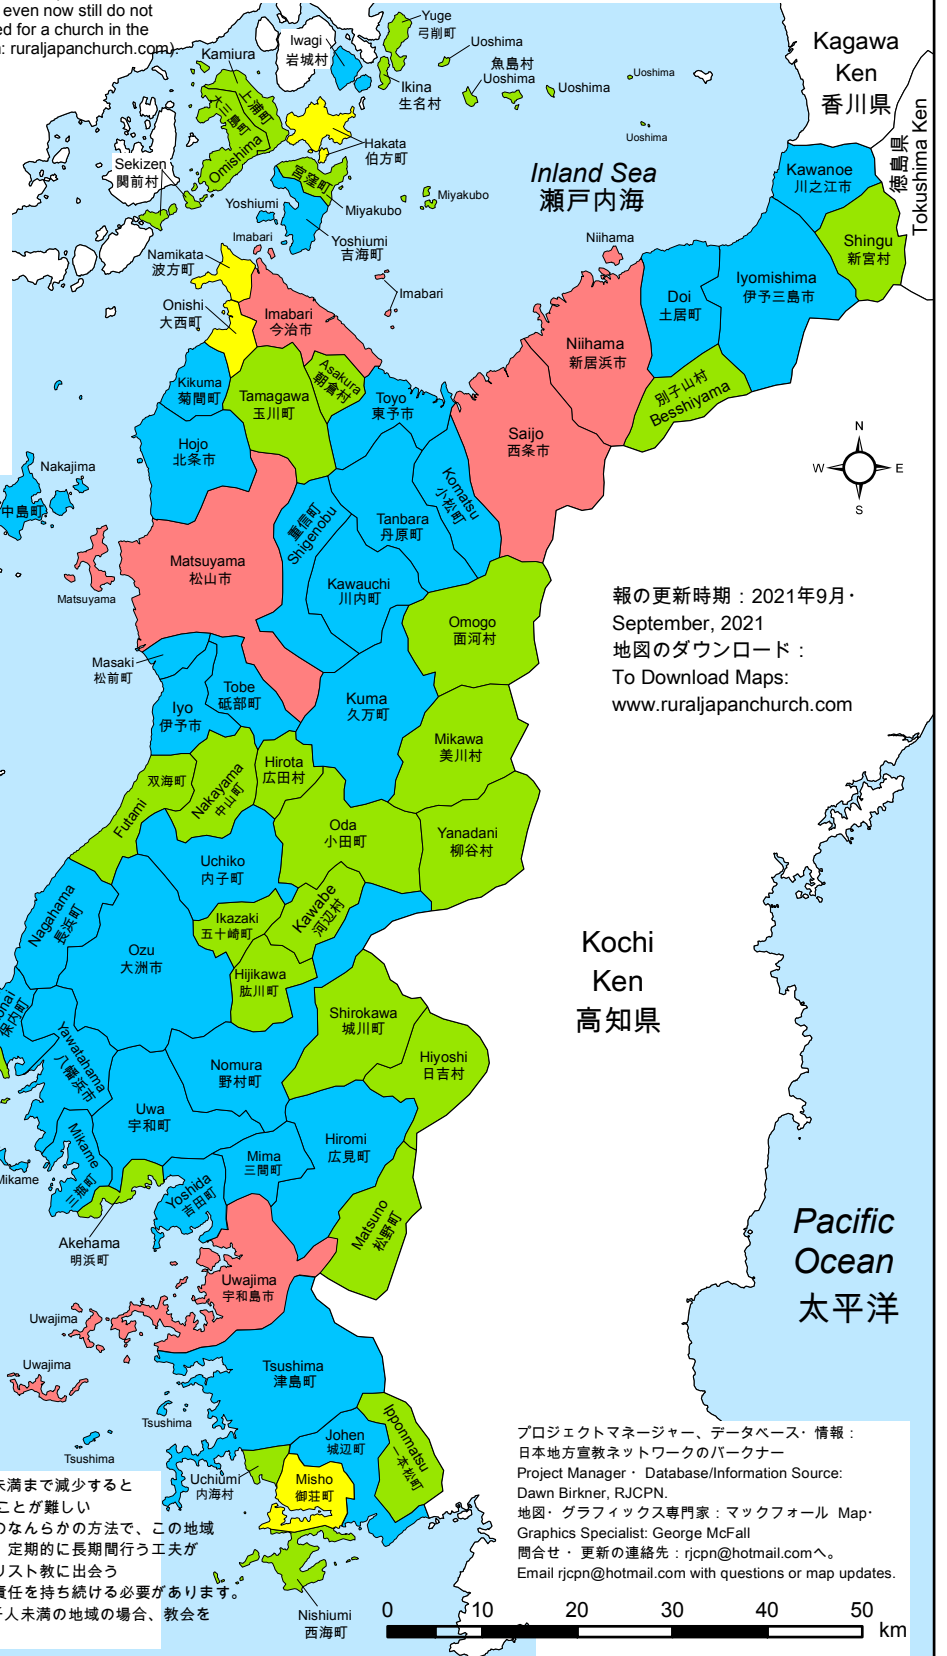 even now still do not
ed for a church in the
n: ruraljapanchurch.com)
Yuge
弓削町
Iwagi
岩城村
Uoshima
魚島村
Uoshima
Uoshima
Uoshima
Uoshima
Ikina
生名村
Kamiura
上浦町
大三島町
Omishima
Hakata
伯方町
Sekizen
関前村
宮窪町
Miyakubo
Miyakubo
Yoshiumi
Yoshiumi
吉海町
Inland Sea
瀬戸内海
Kagawa
Ken
香川県
徳島県
Tokushima Ken
Kawanoe
川之江市
Shingu
新宮村
Iyomishima
伊予三島市
Doi
土居町
Niihama
Niihama
新居浜市
別子山村
Besshiyama
Saijo
西条市
Imabari
Imabari
Namikata
波方町
Onishi
大西町
Imabari
今治市
Kikuma
菊間町
Tamagawa
玉川町
Asakura
朝倉村
Toyo
東予市
Hojo
北条市
Nakajima
中島町
Komatsu
小松町
Tanbara
丹原町
重信町
Shigenobu
Matsuyama
松山市
Matsuyama
Kawauchi
川内町
Omogo
面河村
N
W
E
S
報の更新時期：2021年9月・
September, 2021
地図のダウンロード：
To Download Maps:
www.ruraljapanchurch.com
Masaki
松前町
Tobe
砥部町
Iyo
伊予市
Kuma
久万町
Mikawa
美川村
双海町
Futami
Nakayama
中山町
Hirota
広田村
Oda
小田町
Yanadani
柳谷村
Uchiko
内子町
Nagahama
長浜町
Ozu
大洲市
Ikazaki
五十崎町
Kawabe
河辺村
Hijikawa
肱川町
Kochi
Ken
高知県
Shirokawa
城川町
Hiyoshi
日吉村
onai
保内町
Yawatahama
八幡浜市
Nomura
野村町
Uwa
宇和町
Hiromi
広見町
Mikame
三瓶町
Mikame
Mima
三間町
Yoshida
吉田町
Akehama
明浜町
Matsuno
松野町
Uwajima
宇和島市
Uwajima
Uwajima
Pacific
Ocean
太平洋
Tsushima
津島町
Tsushima
Tsushima
Johen
城辺町
Ipponmatsu
一本松町
Uchiumi
内海村
Misho
御荘町
Nishiumi
西海町
未満まで減少すると
ことが難しい
のなんらかの方法で、この地域
定期的に長期間行う工夫が
リスト教に出会う
責任を持ち続ける必要があります。
千人未満の地域の場合、教会を
プロジェクトマネージャー、データベース・情報：
日本地方宣教ネットワークのバークナー
Project Manager・ Database/Information Source:
Dawn Birkner, RJCPN.
地図・グラフィックス専門家：マックフォール Map・
Graphics Specialist: George McFall
問合せ・更新の連絡先：rjcpn@hotmail.comへ。
Email rjcpn@hotmail.com with questions or map updates.
0 10 20 30 40 50
km